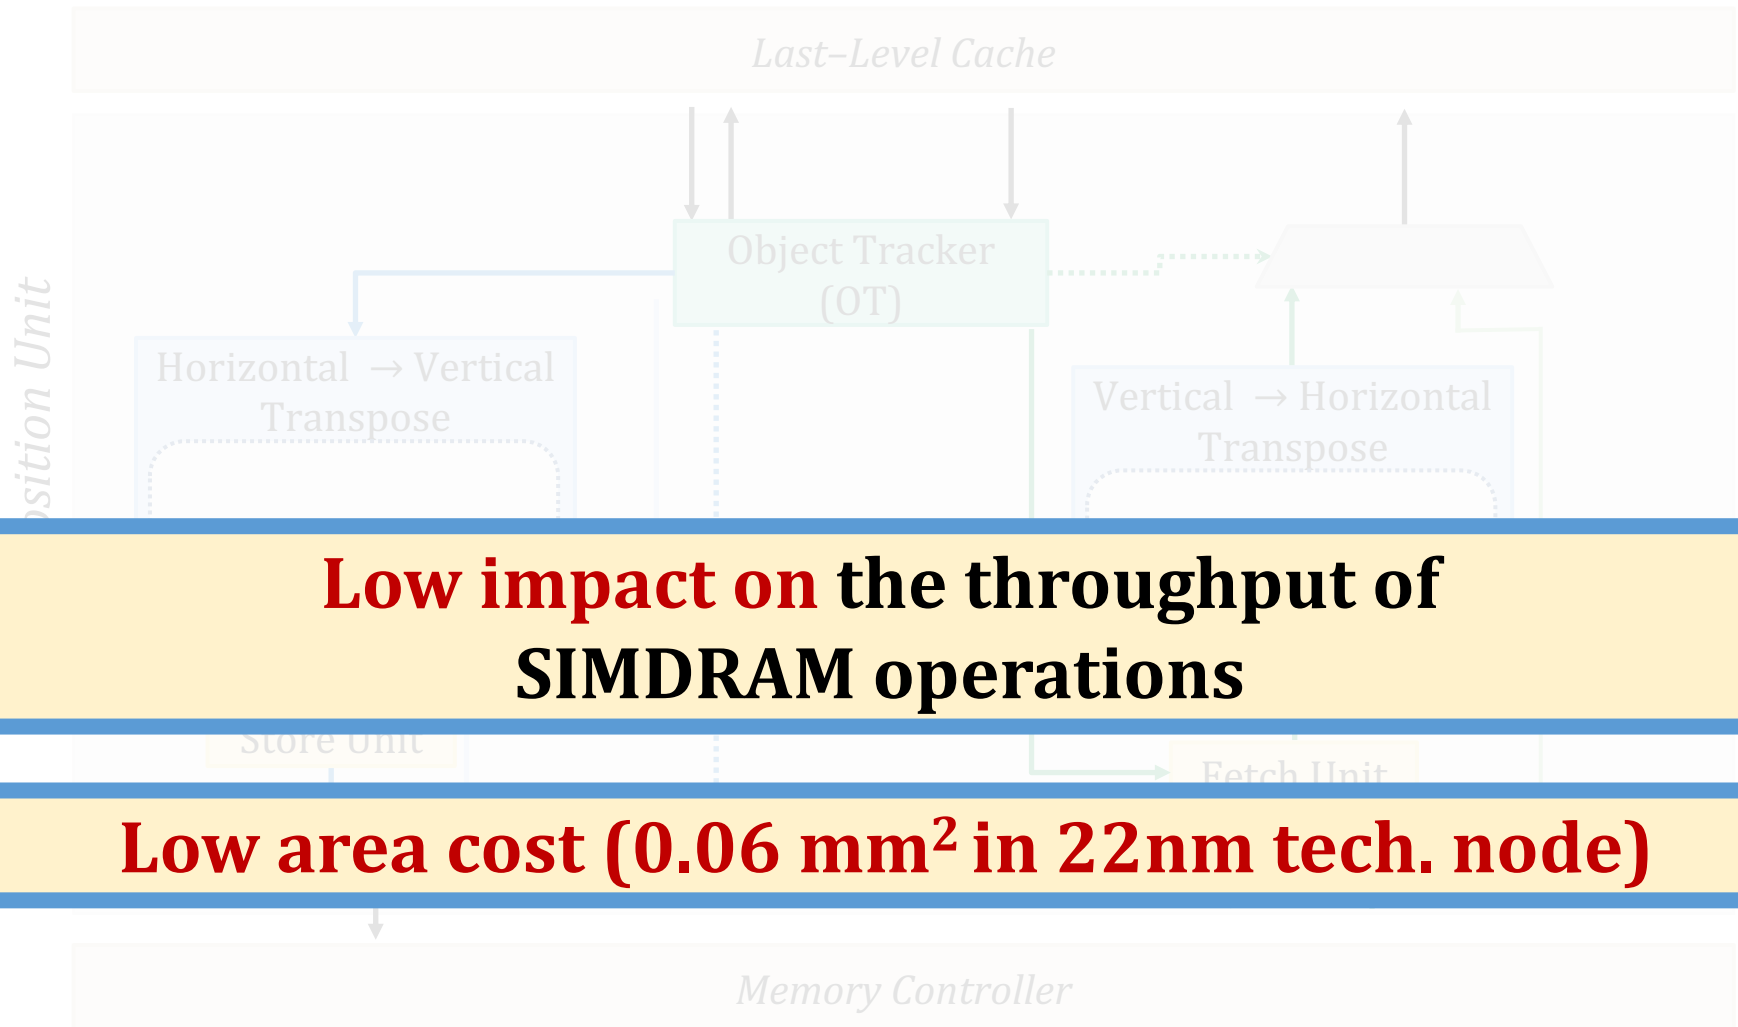 Last–Level Cache
Object Tracker
(OT)
Horizontal → Vertical
Transpose
Vertical → Horizontal
Transpose
Unit
Low impact on the throughput of
SIMDRAM operations
Store Unit
Fetch Unit
Low area cost (0.06 mm² in 22nm tech. node)
Memory Controller